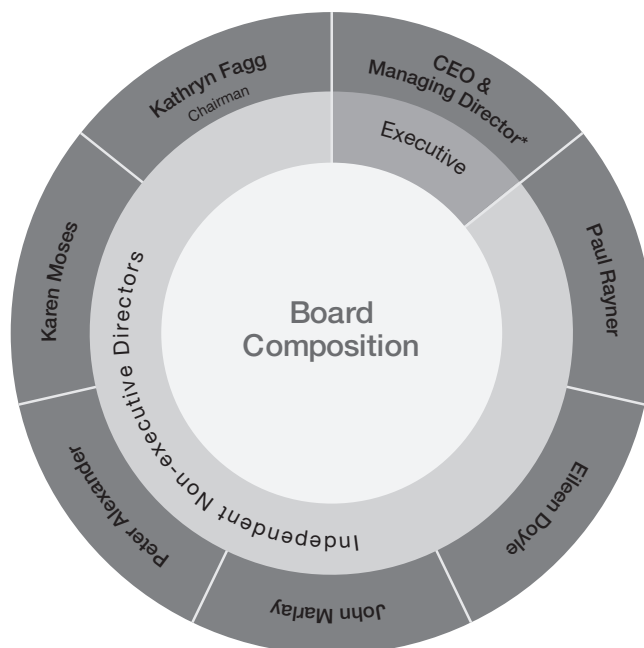 CEO &
Managing Director*
Executive
Paul Rayner
Eileen Doyle
John Marlay
Peter Alexander
Karen Moses
Kathryn Fagg
Chairman
Independent Non-executive Directors
Board
Composition